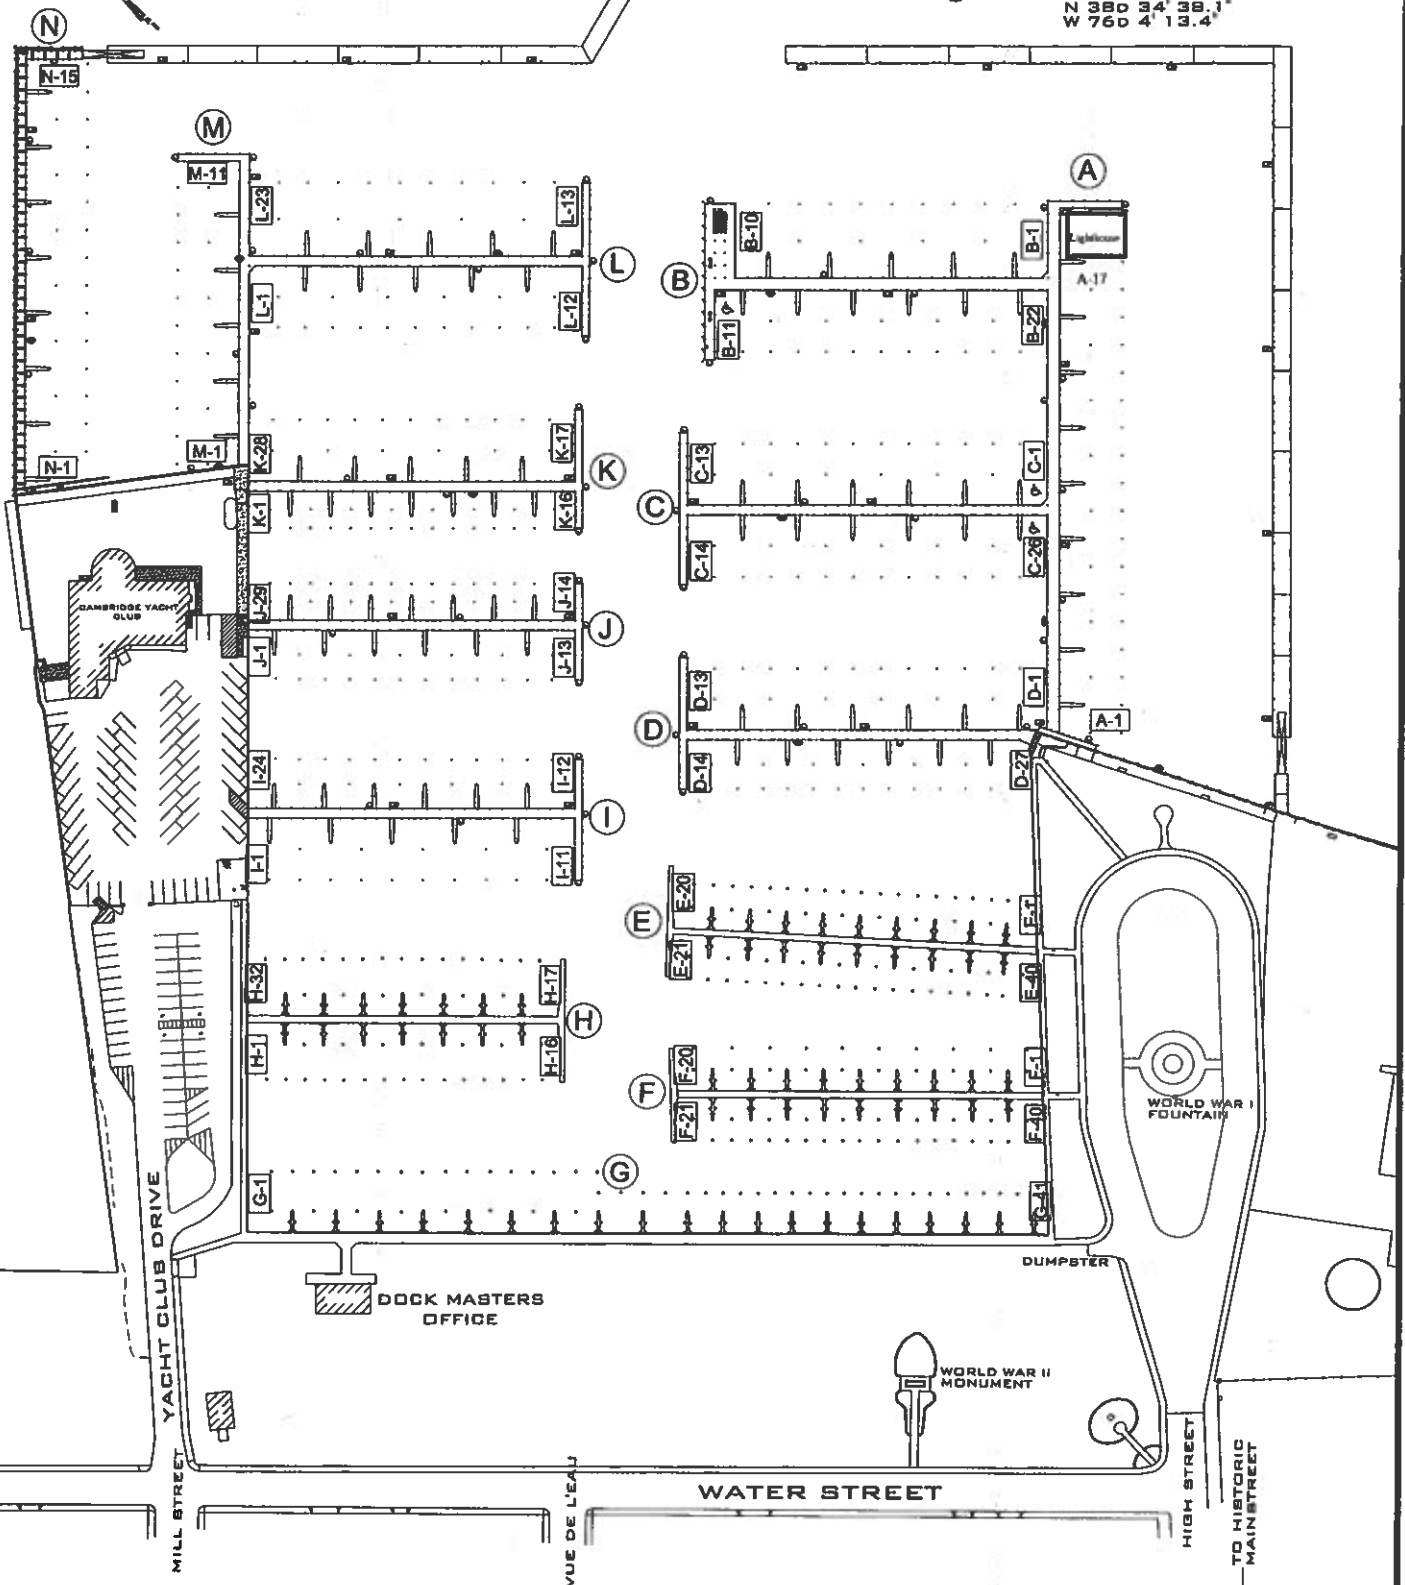 N 38D 34' 38.1"
W 76D 4' 13.4"
N
N-15
M
M-11
A
L-23
L-13
B-10
B-1
Lighthouse
L
B
A-17
L-1
L-12
B-11
B-22
M-1
K-28
K-17
C-13
C-1
N-1
K
C
K-1
K-16
C-14
C-26
J-29
J-14
CAMBRIDGE YACHT
CLUB
J
J-1
J-13
D-13
D-1
A-1
D
I-24
I-12
D-14
D-27
I
I-1
I-11
E-20
E-1
E
E-21
E-40
H-32
H-17
H
H-1
H-16
F-20
F-1
F
F-21
F-40
WORLD WAR I
FOUNTAIN
G
G-1
G-41
DUMPSTER
YACHT CLUB DRIVE
DOCK MASTERS
OFFICE
WORLD WAR II
MONUMENT
WATER STREET
MILL STREET
VUE DE L'EAU
HIGH STREET
TO HISTORIC
MAINSTREET